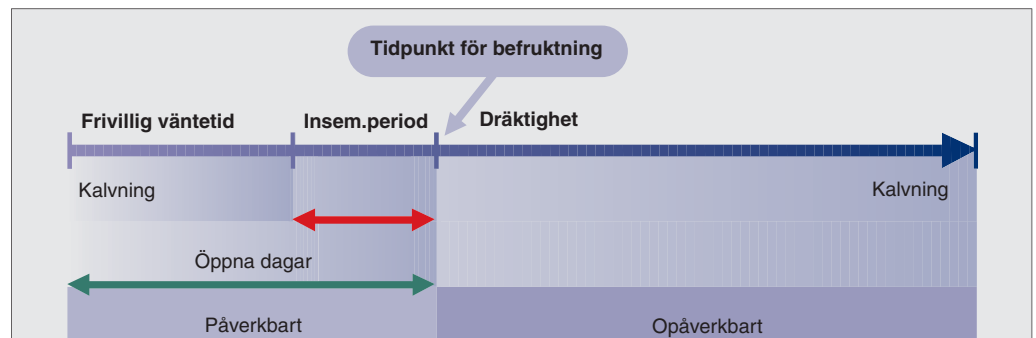 Tidpunkt för befruktning
Frivillig väntetid Insem.period Dräktighet
Kalvning Kalvning
Öppna dagar
Påverkbart Opåverkbart